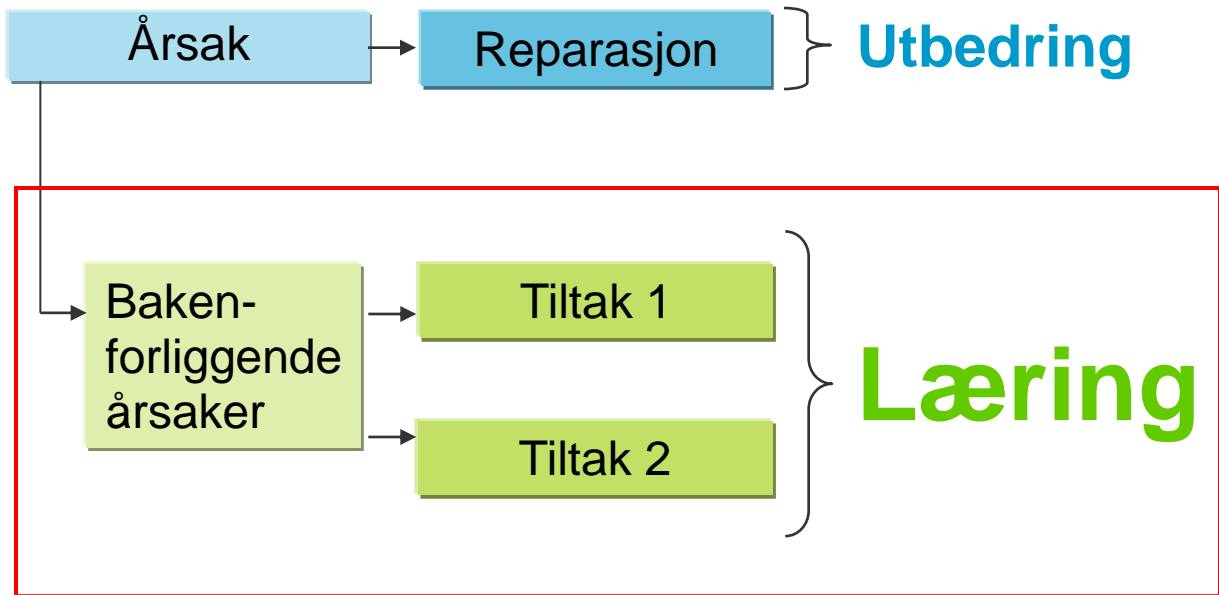 Årsak
Reparasjon
Utbedring
Baken-
forliggende
årsaker
Tiltak 1
Tiltak 2
Læring